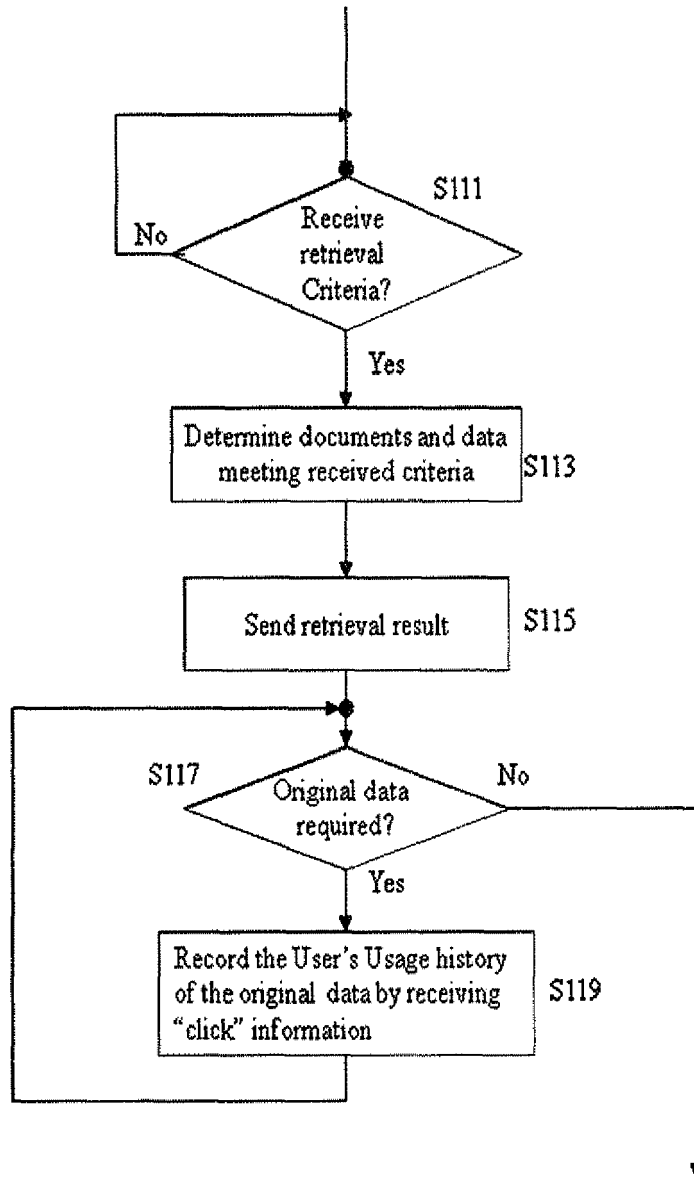 S111
Receive
retrieval
Criteria?
No
Yes
Determine documents and data
meeting received criteria
S113
Send retrieval result
S115
S117
Original data
required?
No
Yes
Record the User's Usage history
of the original data by receiving
"click" information
S119